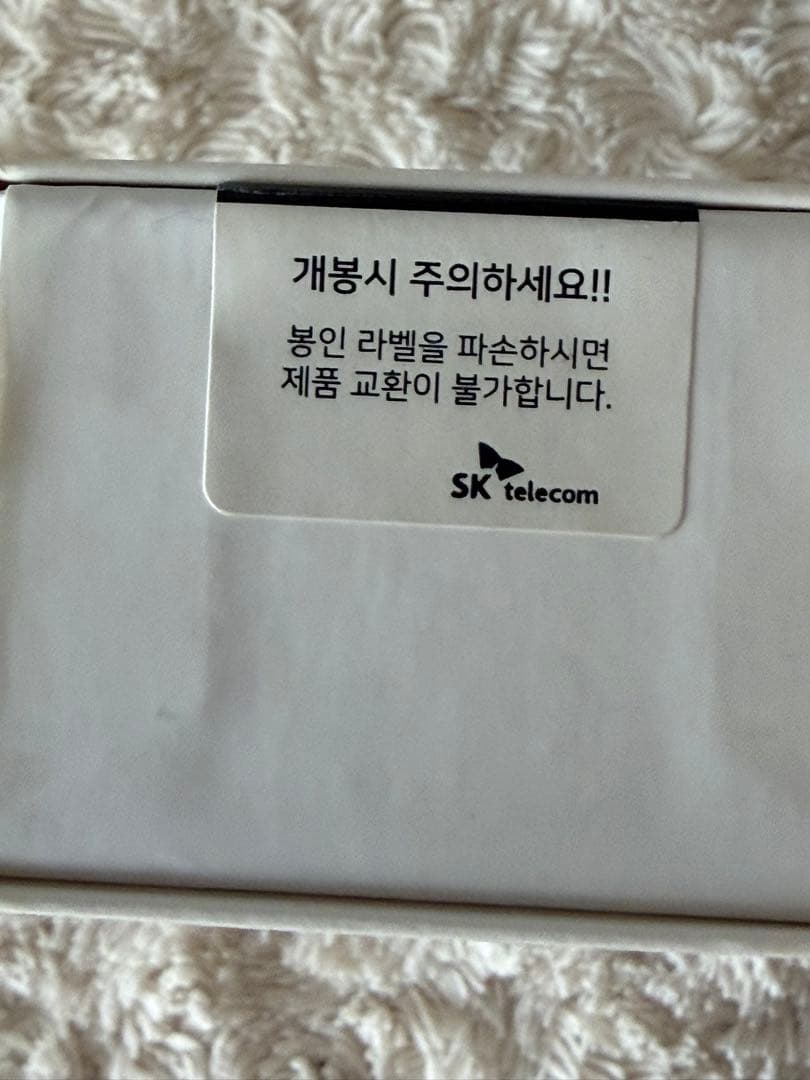 개봉시 주의하세요!!
봉인 라벨을 파손하시면
제품 교환이 불가합니다.
SK telecom